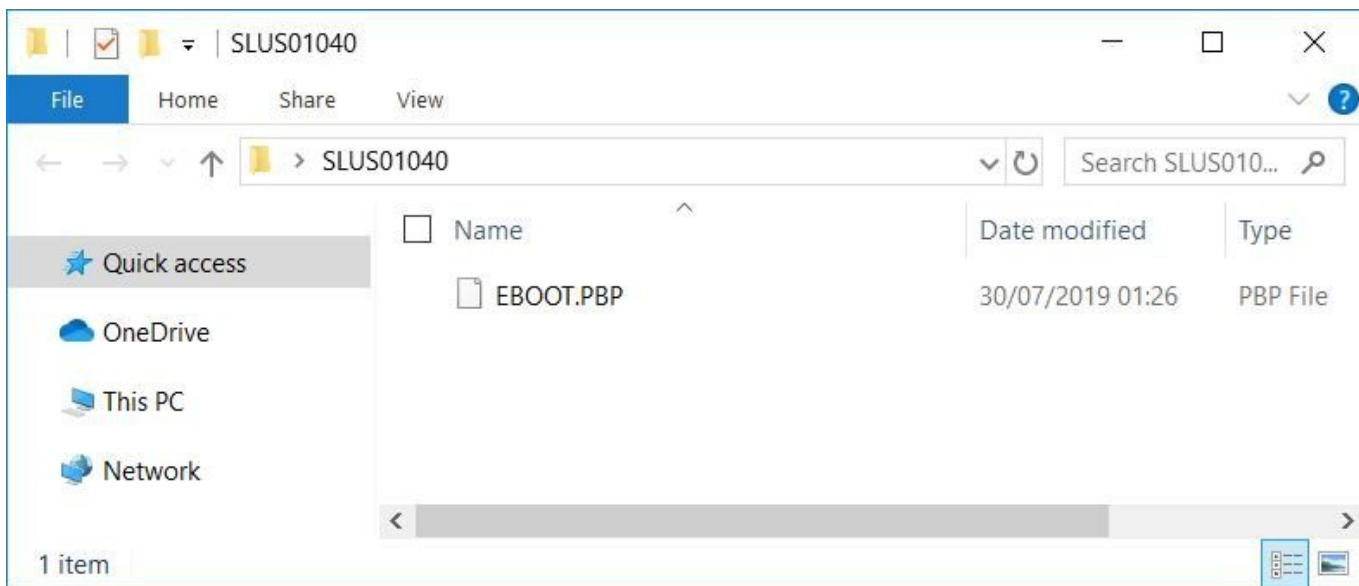 SLUS01040
File Home Share View
SLUS01040 Search SLUS010...
Name Date modified Type
Quick access
EBOOT.PBP 30/07/2019 01:26 PBP File
OneDrive
This PC
Network
1 item